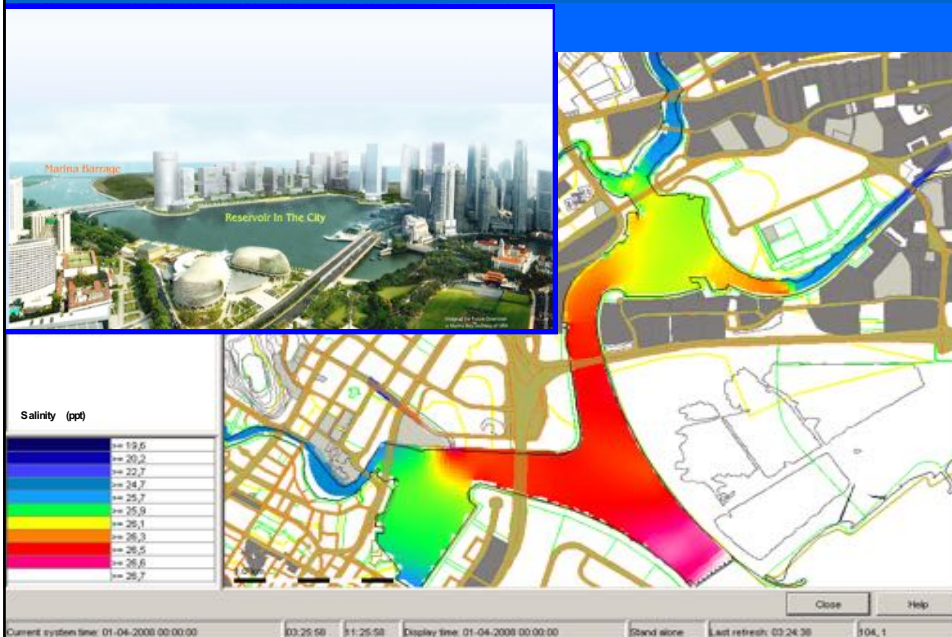 Marina Barrage
Reservoir In The City
Salinity (ppt)
>= 19,6
>= 20,2
>= 22,7
>= 24,7
>= 25,7
>= 25,9
>= 26,1
>= 26,3
>= 26,5
>= 26,6
>= 26,7
Close
Help
Current system time: 01-04-2008 00:00:00
03:25:58
11:25:58
Display time: 01-04-2008 00:00:00
Stand alone
Last refresh: 03:24:38
104, 1